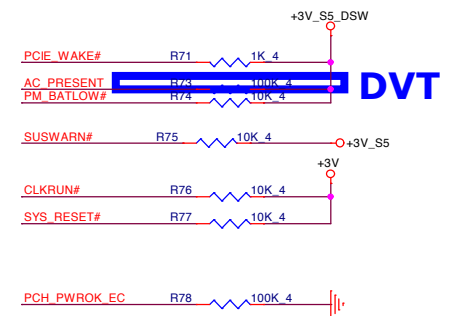 +3V_S5_DSW
PCIE_WAKE# R71 1K_4
AC_PRESENT R73 100K_4
DVT
PM_BATLOW# R74 10K_4
SUSWARN# R75 10K_4 +3V_S5
+3V
CLKRUN# R76 10K_4
SYS_RESET# R77 10K_4
PCH_PWROK_EC R78 100K_4